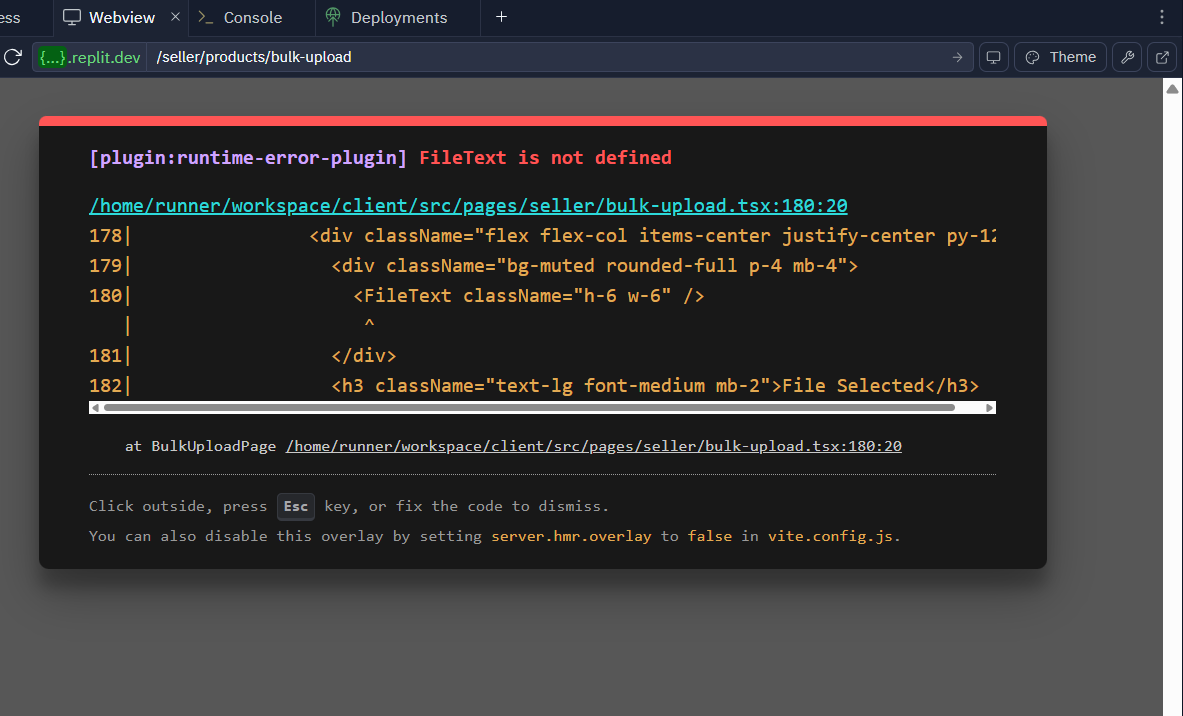 ess Webview × Console Deployments +
{...}.replit.dev /seller/products/bulk-upload → Theme
[plugin:runtime-error-plugin] FileText is not defined
/home/runner/workspace/client/src/pages/seller/bulk-upload.tsx:180:20
178| <div className="flex flex-col items-center justify-center py-12
179| <div className="bg-muted rounded-full p-4 mb-4">
180| <FileText className="h-6 w-6" />
| ^
181| </div>
182| <h3 className="text-lg font-medium mb-2">File Selected</h3>
at BulkUploadPage /home/runner/workspace/client/src/pages/seller/bulk-upload.tsx:180:20
Click outside, press Esc key, or fix the code to dismiss.
You can also disable this overlay by setting server.hmr.overlay to false in vite.config.js.